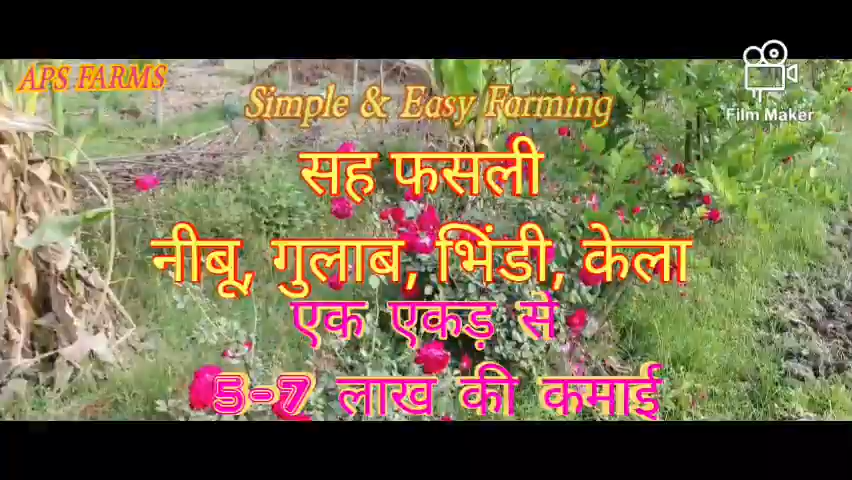 APS FARMS
Film Maker
Simple & Easy Farming
सह फसली
नीबू, गुलाब, भिंडी, केला
एक एकड़ से
5-7 लाख की कमाई